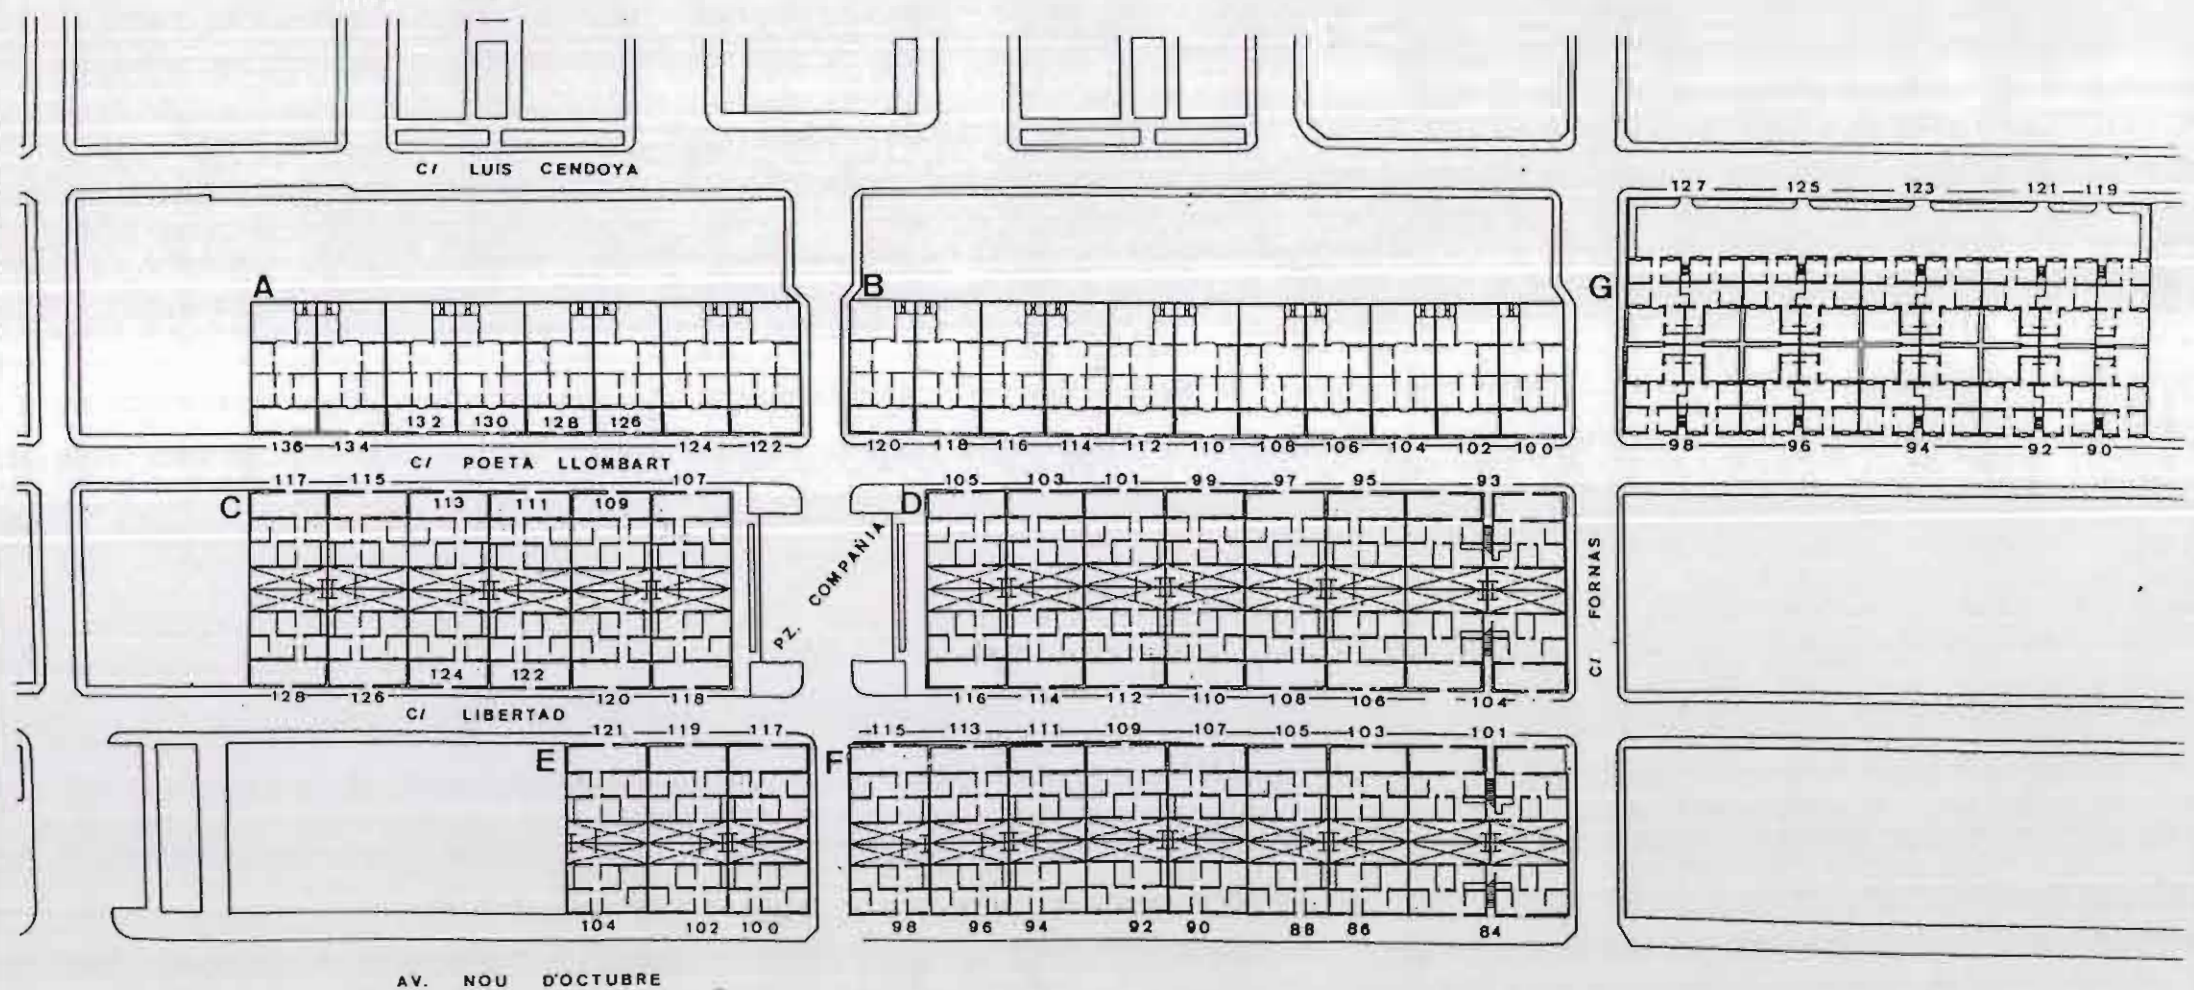 C/ LUIS CENDOYA
127 125 123 121 119
A B G
132 130 128 126
136 134 124 122
120 118 116 114 112 110 108 106 104 102 100
98 96 94 92 90
C/ POETA LLOMBART
117 115 107
C 113 111 109
105 103 101 99 97 95 93
D
PZ. COMPAÑIA
C/ FORNAS
124 122
128 126 120 118
116 114 112 110 108 106 104
C/ LIBERTAD
121 119 117
115 113 111 109 107 105 103 101
E F
104 102 100
98 96 94 92 90 88 86 84
AV. NOU D'OCTUBRE